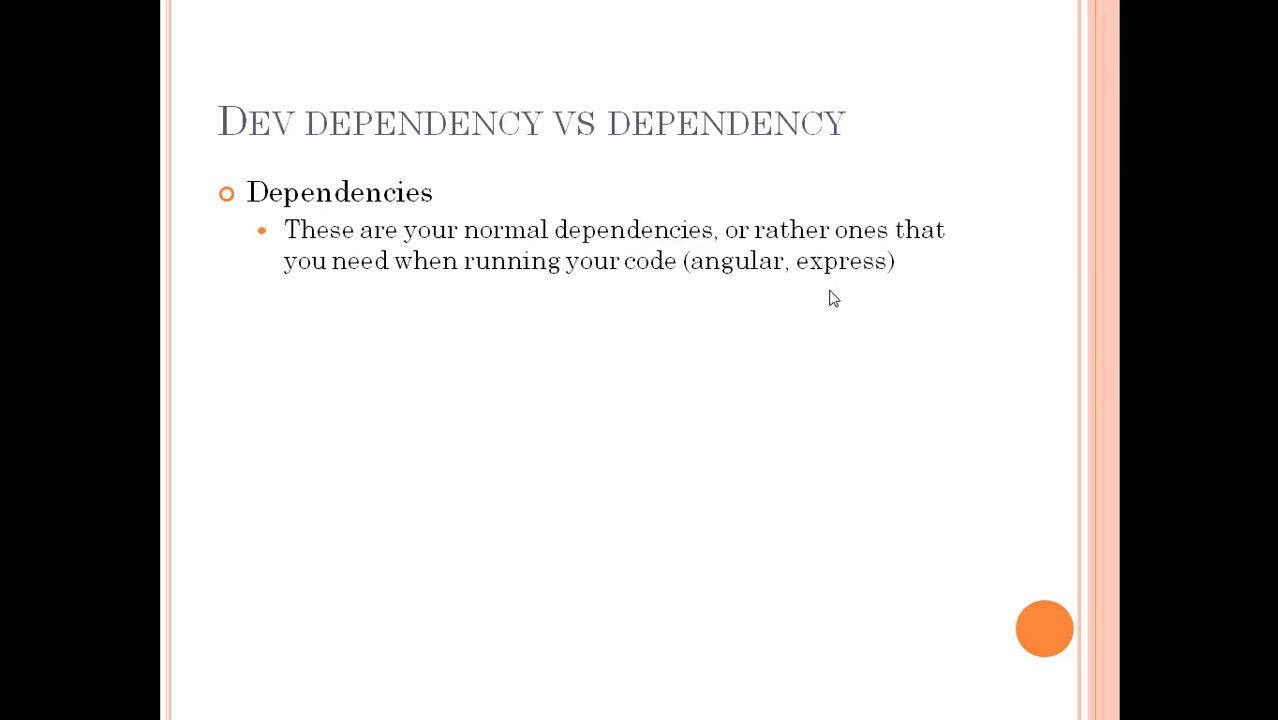 Dev dependency vs dependency
Dependencies
These are your normal dependencies, or rather ones that
you need when running your code (angular, express)